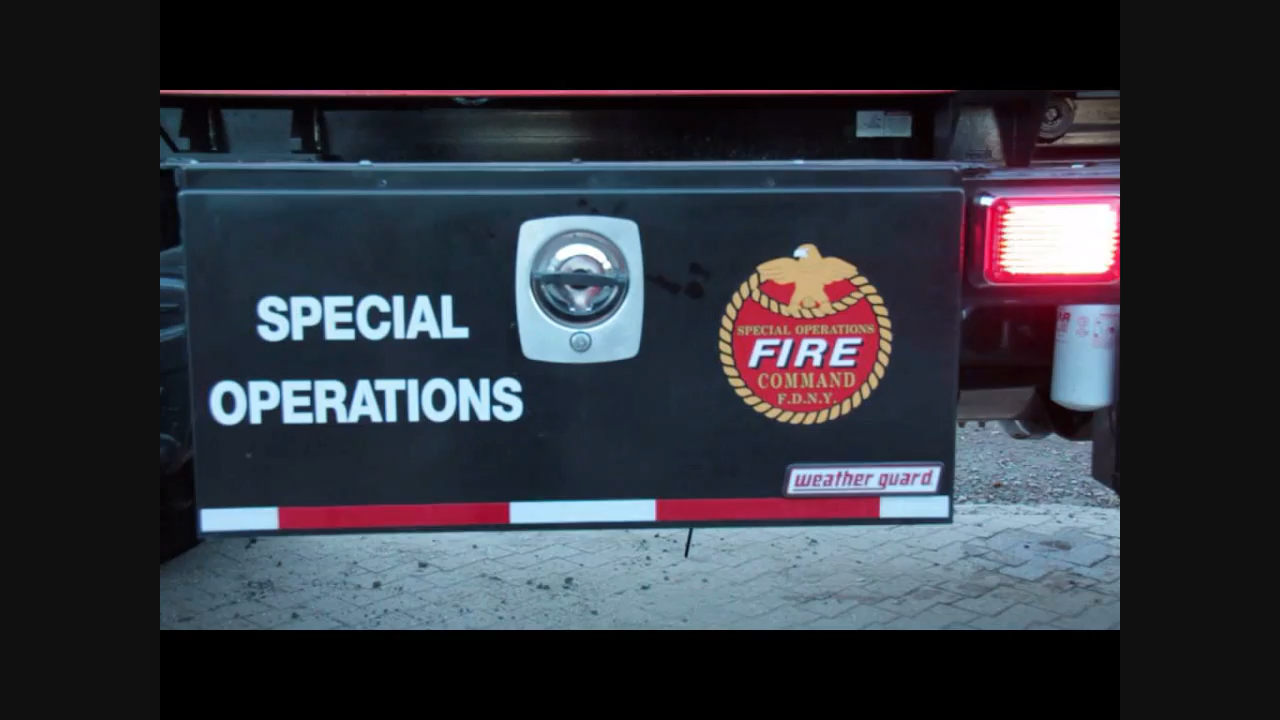 SPECIAL
OPERATIONS
SPECIAL OPERATIONS
FIRE
COMMAND
F.D.N.Y.
weather guard